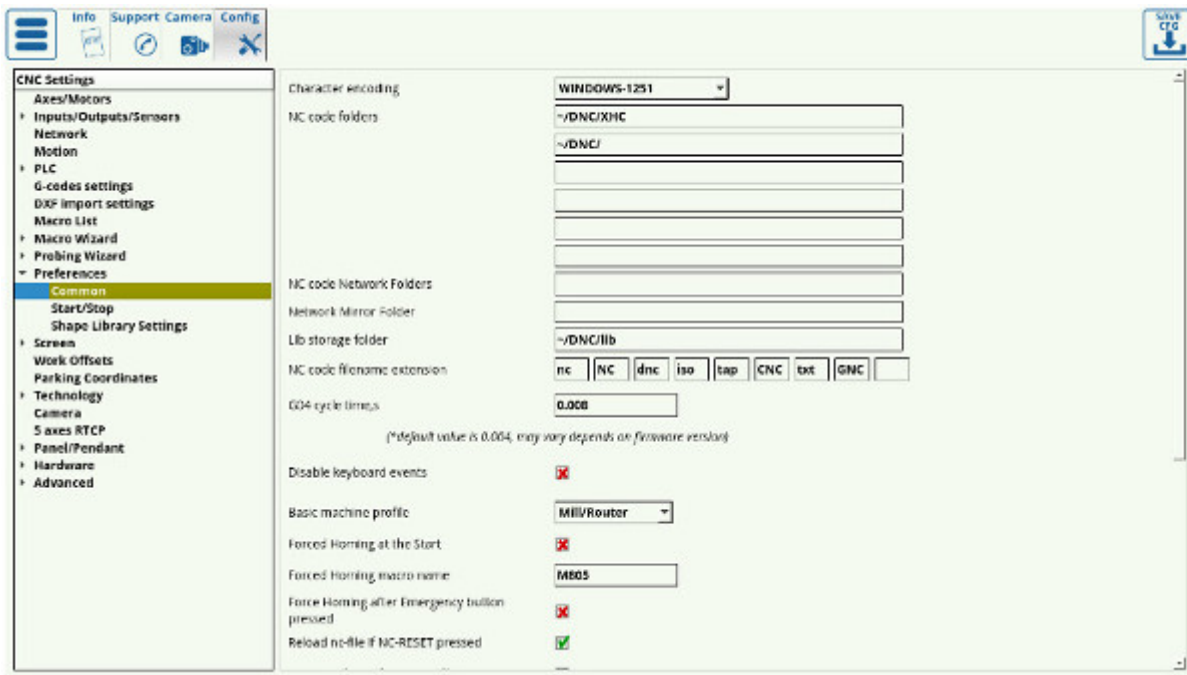 Info Support Camera Config
SAVE CFG
CNC Settings
Axes/Motors
Inputs/Outputs/Sensors
Network
Motion
PLC
G-codes settings
DXF import settings
Macro List
Macro Wizard
Probing Wizard
Preferences
Common
Start/Stop
Shape Library Settings
Screen
Work Offsets
Parking Coordinates
Technology
Camera
5 axes RTCP
Panel/Pendant
Hardware
Advanced
Character encoding WINDOWS-1251
NC code folders ~/DNC/XHC
~/DNC/
NC code Network Folders
Network Mirror Folder
Lib storage folder ~/DNC/lib
NC code filename extension nc NC dnc iso tap CNC txt GNC
G04 cycle time,s 0.008
(*default value is 0.004, may vary depends on firmware version)
Disable keyboard events
Basic machine profile Mill/Router
Forced Homing at the Start
Forced Homing macro name M805
Force Homing after Emergency button
pressed
Reload nc-file if NC-RESET pressed